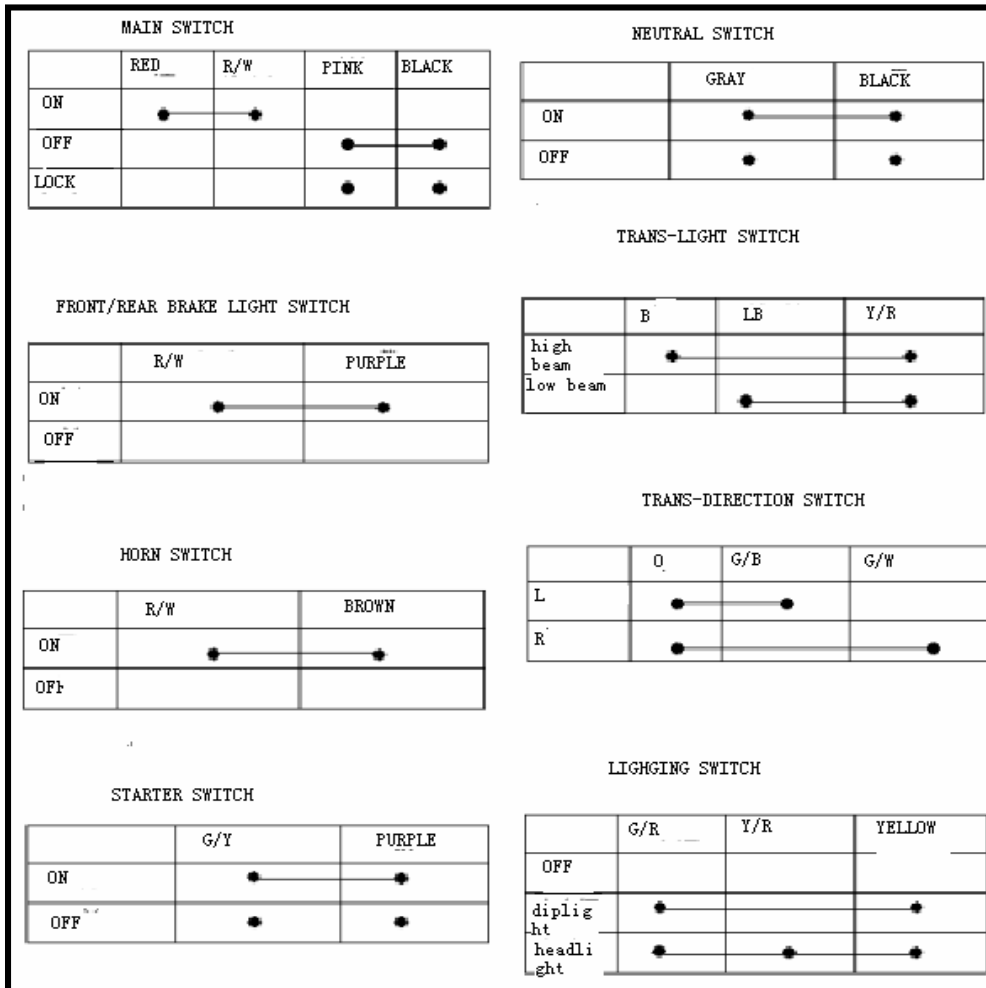 MAIN SWITCH
RED R/W PINK BLACK
ON
OFF
LOCK
FRONT/REAR BRAKE LIGHT SWITCH
R/W PURPLE
ON
OFF
HORN SWITCH
R/W BROWN
ON
OFF
STARTER SWITCH
G/Y PURPLE
ON
OFF
NEUTRAL SWITCH
GRAY BLACK
ON
OFF
TRANS-LIGHT SWITCH
B LB Y/R
high
beam
low beam
TRANS-DIRECTION SWITCH
O G/B G/W
L
R
LIGHGING SWITCH
G/R Y/R YELLOW
OFF
diplig
ht
headli
ght